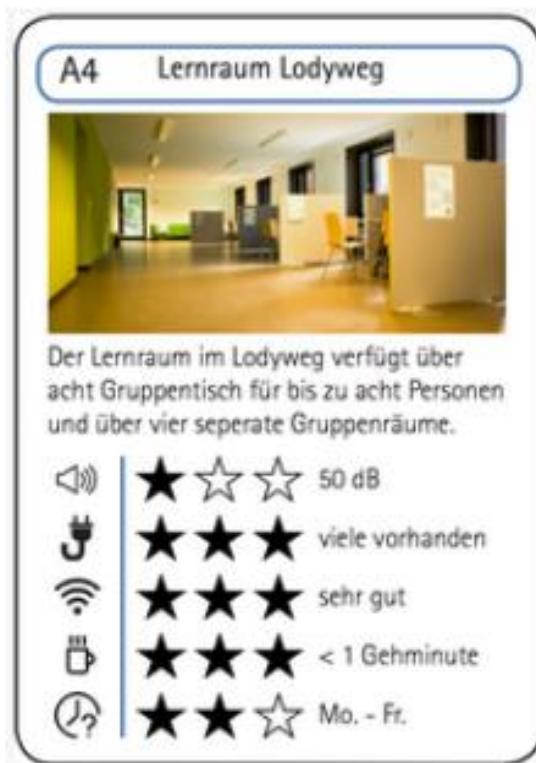 A4 Lernraum Lodyweg
Der Lernraum im Lodyweg verfügt über
acht Gruppentisch für bis zu acht Personen
und über vier seperate Gruppenräume.
50 dB
viele vorhanden
sehr gut
< 1 Gehminute
Mo. - Fr.